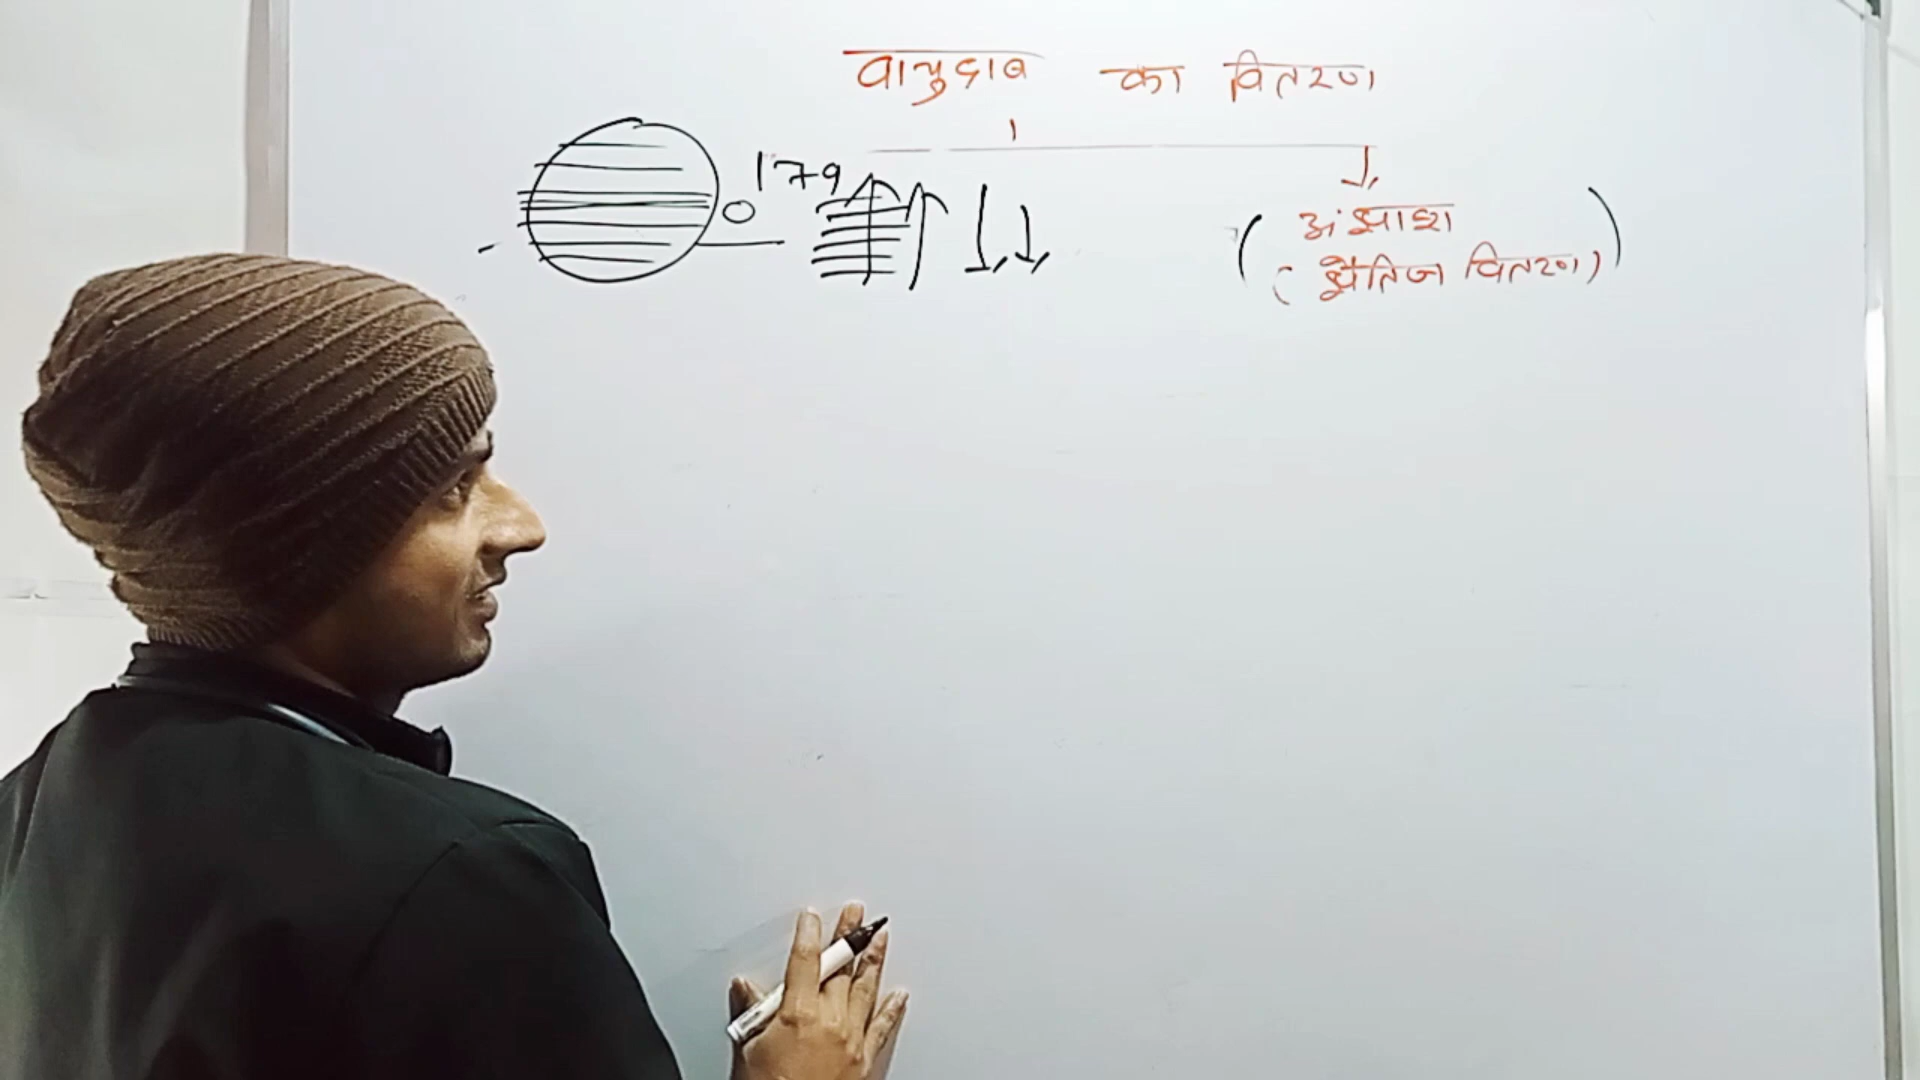 वायुदाब का वितरण
179
अंक्षाश
( क्षैतिज वितरण)